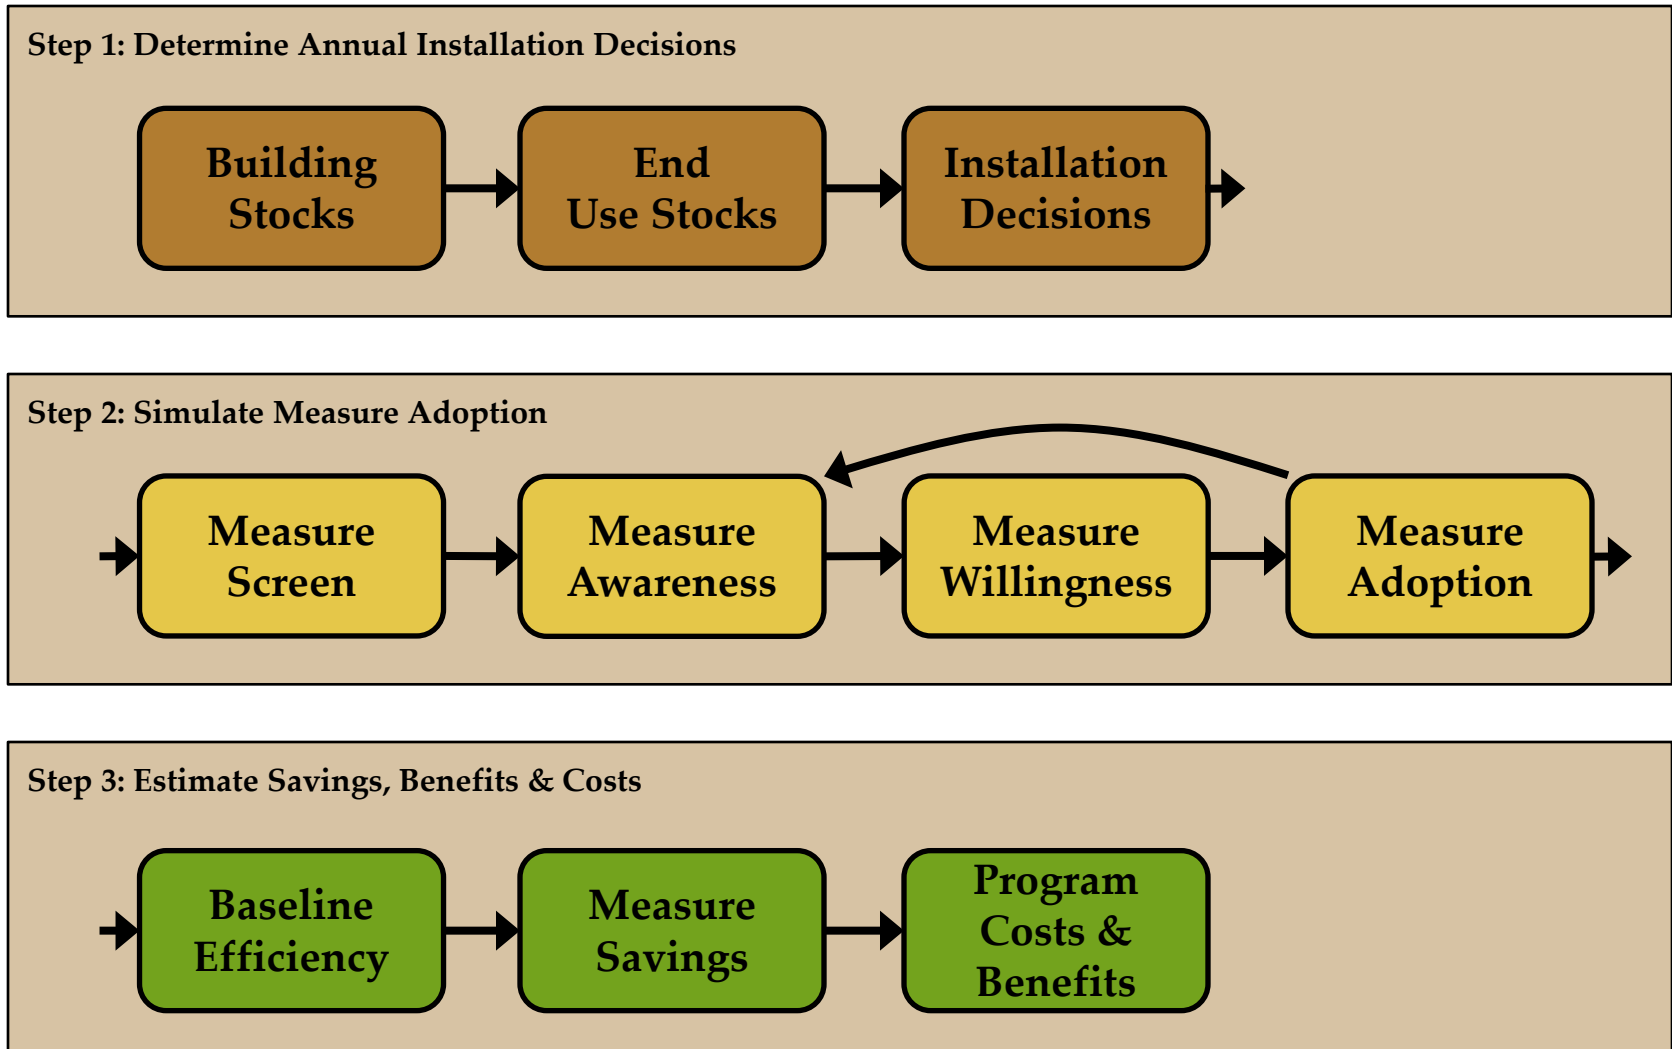 Step 1: Determine Annual Installation Decisions
Building
Stocks
End
Use Stocks
Installation
Decisions
Step 2: Simulate Measure Adoption
Measure
Screen
Measure
Awareness
Measure
Willingness
Measure
Adoption
Step 3: Estimate Savings, Benefits & Costs
Baseline
Efficiency
Measure
Savings
Program
Costs &
Benefits